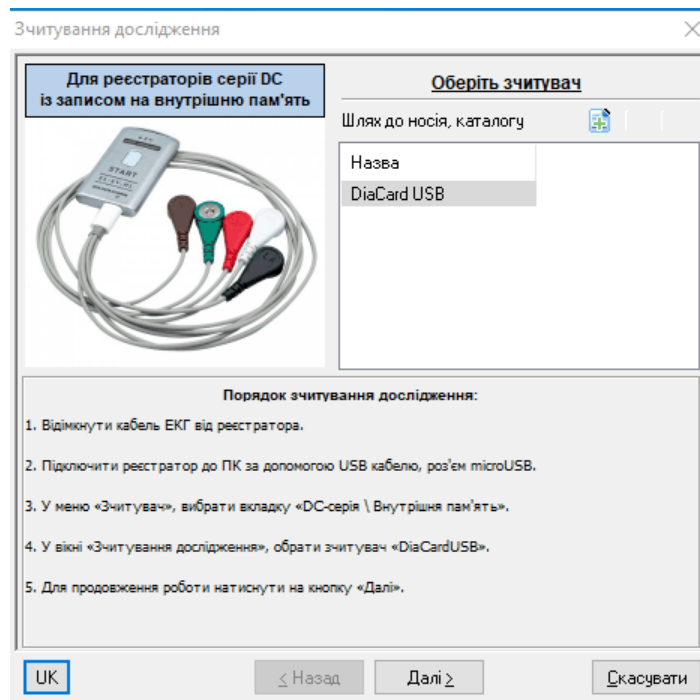 Зчитування дослідження
Для реєстраторів серії DC
із записом на внутрішню пам'ять
START
Оберіть зчитувач
Шлях до носія, каталогу
Назва
DiaCard USB
Порядок зчитування дослідження:
1. Відімкнути кабель ЕКГ від реєстратора.
2. Підключити реєстратор до ПК за допомогою USB кабелю, роз'єм microUSB.
3. У меню «Зчитувач», вибрати вкладку «DC-серія \ Внутрішня пам'ять».
4. У вікні «Зчитування дослідження», обрати зчитувач «DiaCardUSB».
5. Для продовження роботи натиснути на кнопку «Далі».
UK
< Назад
Далі >
Скасувати